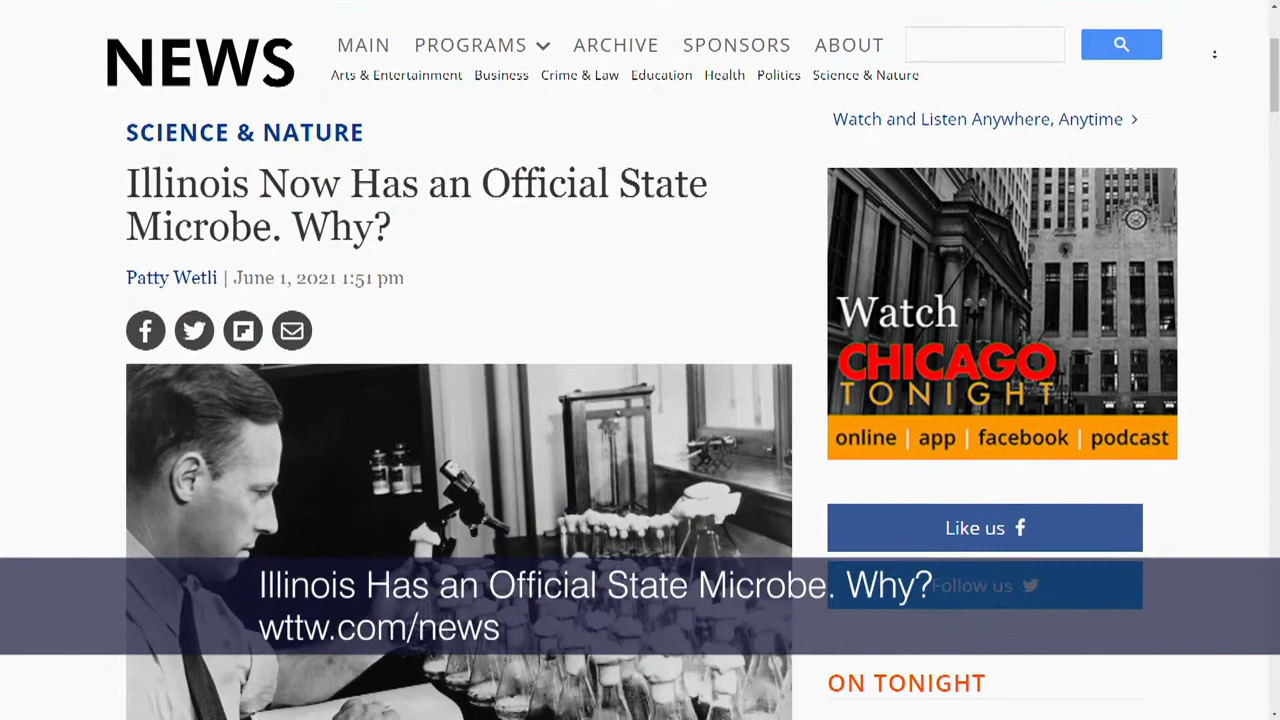 NEWS
MAIN PROGRAMS ARCHIVE SPONSORS ABOUT
Arts & Entertainment Business Crime & Law Education Health Politics Science & Nature
SCIENCE & NATURE
Watch and Listen Anywhere, Anytime >
Illinois Now Has an Official State
Microbe. Why?
Patty Wetli | June 1, 2021 1:51 pm
Watch
CHICAGO
TONIGHT
online | app | facebook | podcast
Like us
Follow us
Illinois Has an Official State Microbe. Why?
wttw.com/news
ON TONIGHT